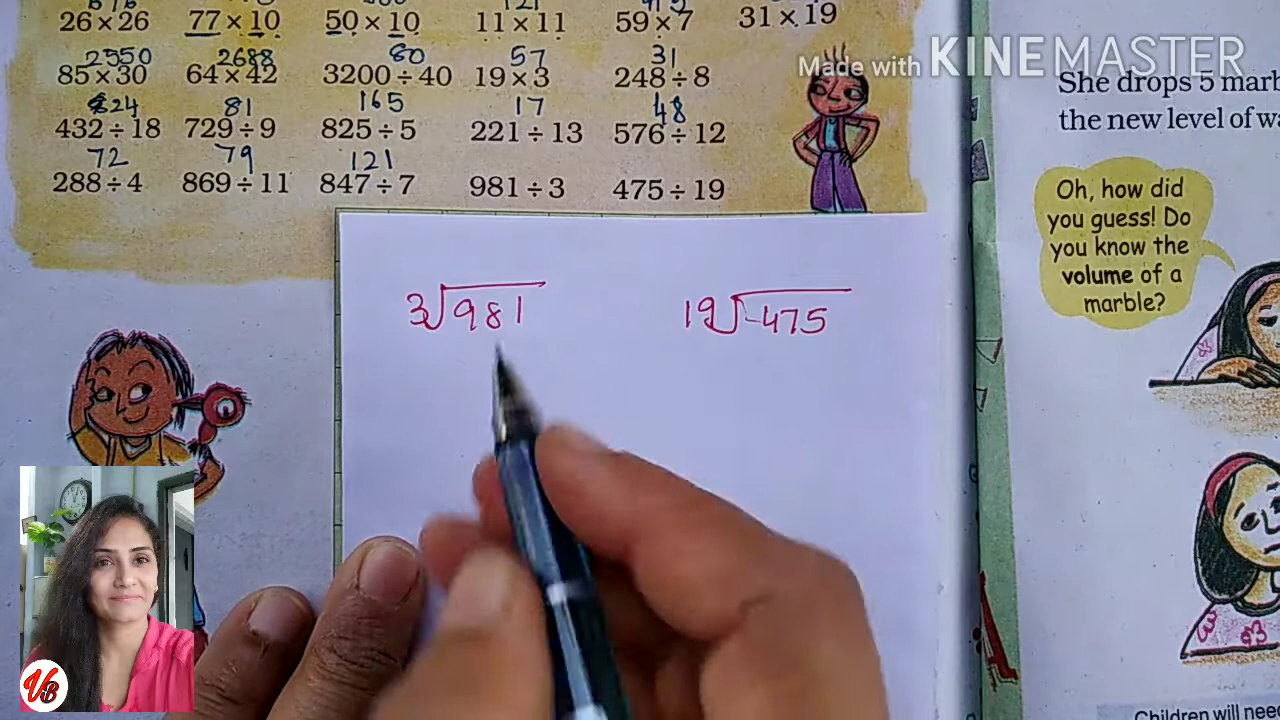 26 × 26 77 × 10 50 × 10 11 × 11 59 × 7 31 × 19
2550 2688 80 57 31
85 × 30 64 × 42 3200 ÷ 40 19 × 3 248 ÷ 8
24 81 165 17 48
432 ÷ 18 729 ÷ 9 825 ÷ 5 221 ÷ 13 576 ÷ 12
72 79 121
288 ÷ 4 869 ÷ 11 847 ÷ 7 981 ÷ 3 475 ÷ 19
Made with KINEMASTER
3√981 19√475
She drops 5 marb
the new level of wa
Oh, how did
you guess! Do
you know the
volume of a
marble?
Children will need
VB